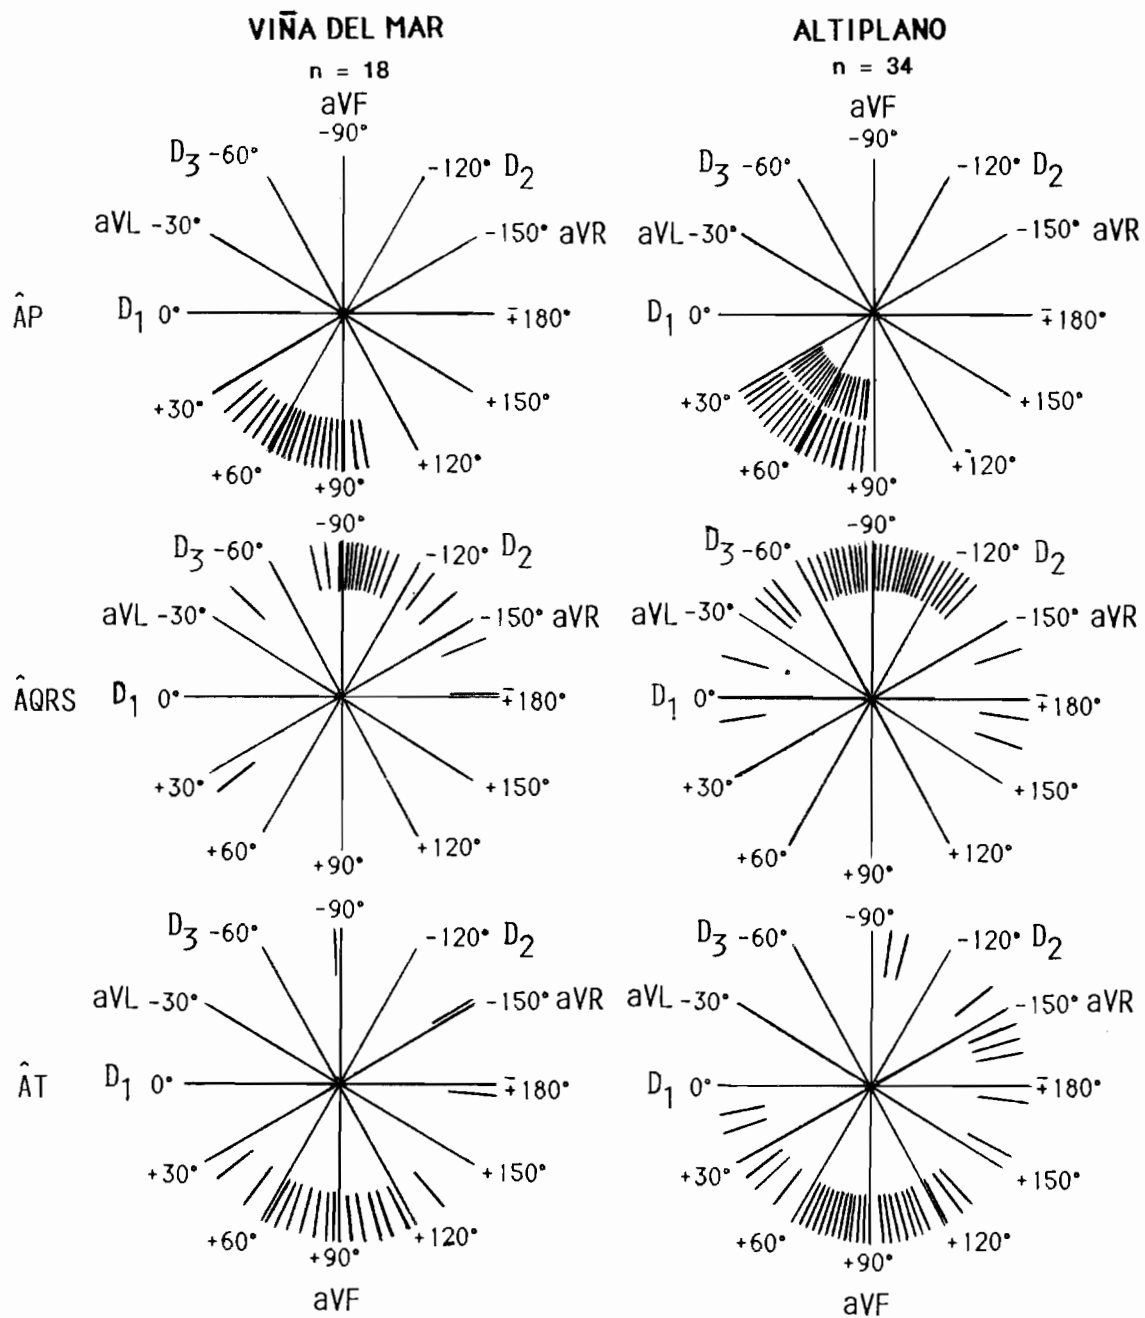 VIÑA DEL MAR
n = 18
aVF
-90°
D3 -60°
-120° D2
aVL -30°
-150° aVR
ÂP
D1 0°
∓180°
+30°
+150°
+60°
+120°
+90°
ALTIPLANO
n = 34
aVF
-90°
D3 -60°
-120° D2
aVL -30°
-150° aVR
D1 0°
∓180°
+30°
+150°
+60°
+120°
+90°
-90°
D3 -60°
-120° D2
aVL -30°
-150° aVR
ÂQRS
D1 0°
∓180°
+30°
+150°
+60°
+120°
+90°
-90°
D3 -60°
-120° D2
aVL -30°
-150° aVR
D1 0°
∓180°
+30°
+150°
+60°
+120°
+90°
-90°
D3 -60°
-120° D2
aVL -30°
-150° aVR
ÂT
D1 0°
∓180°
+30°
+150°
+60°
+120°
+90°
aVF
-90°
D3 -60°
-120° D2
aVL -30°
-150° aVR
D1 0°
∓180°
+30°
+150°
+60°
+120°
+90°
aVF